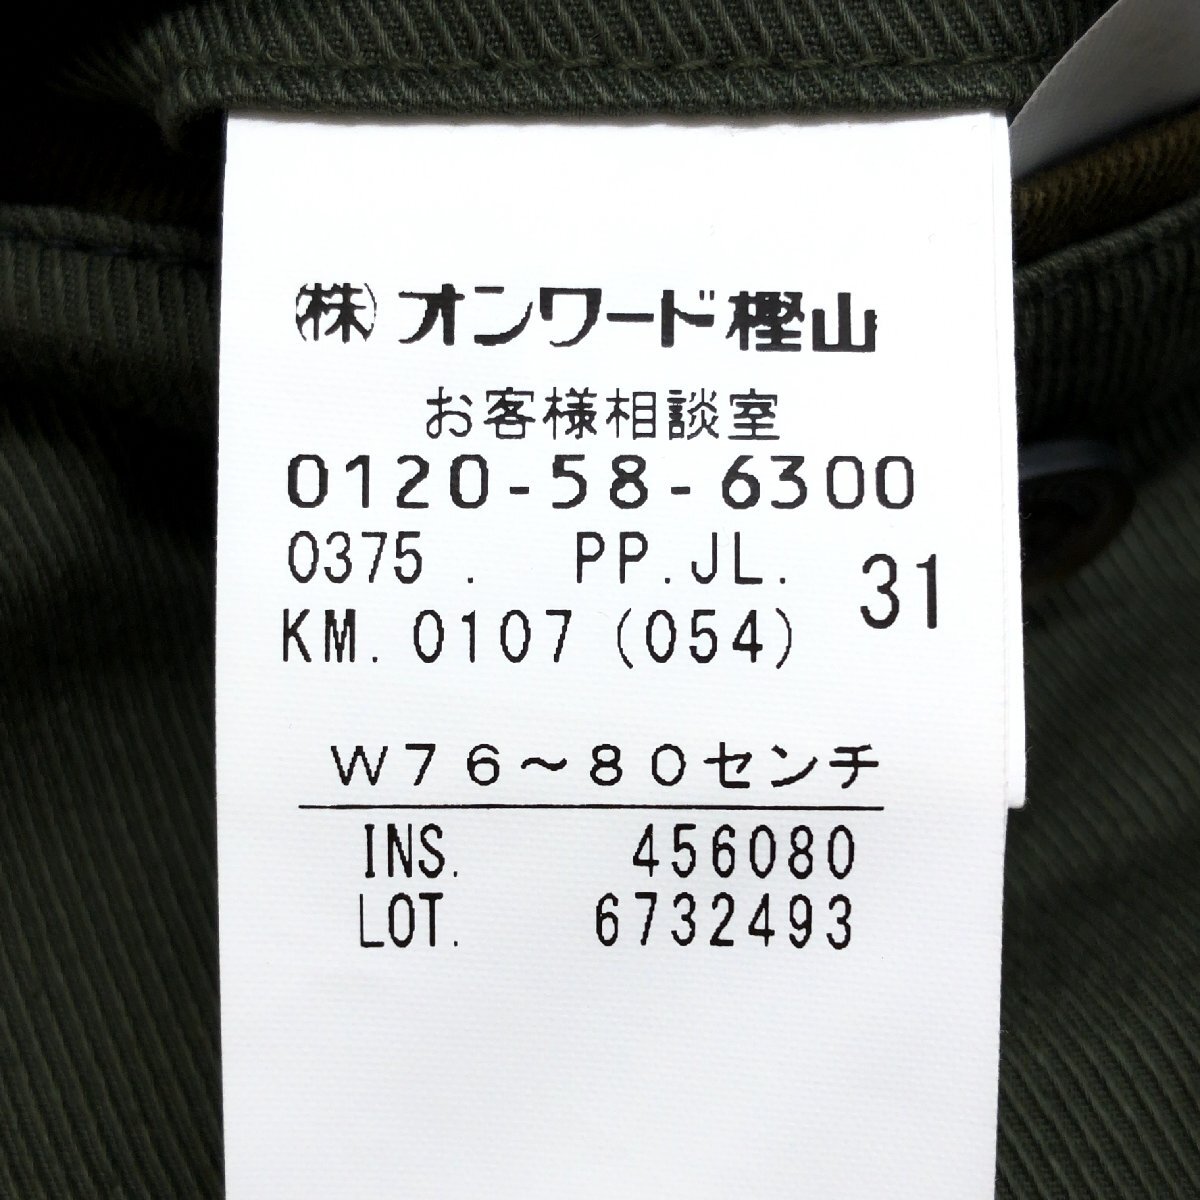 ㈱オンワード樫山
お客様相談室
0120-58-6300
0375 . PP.JL. 31
KM. 0107 (054)
W76～80センチ
INS. 456080
LOT. 6732493